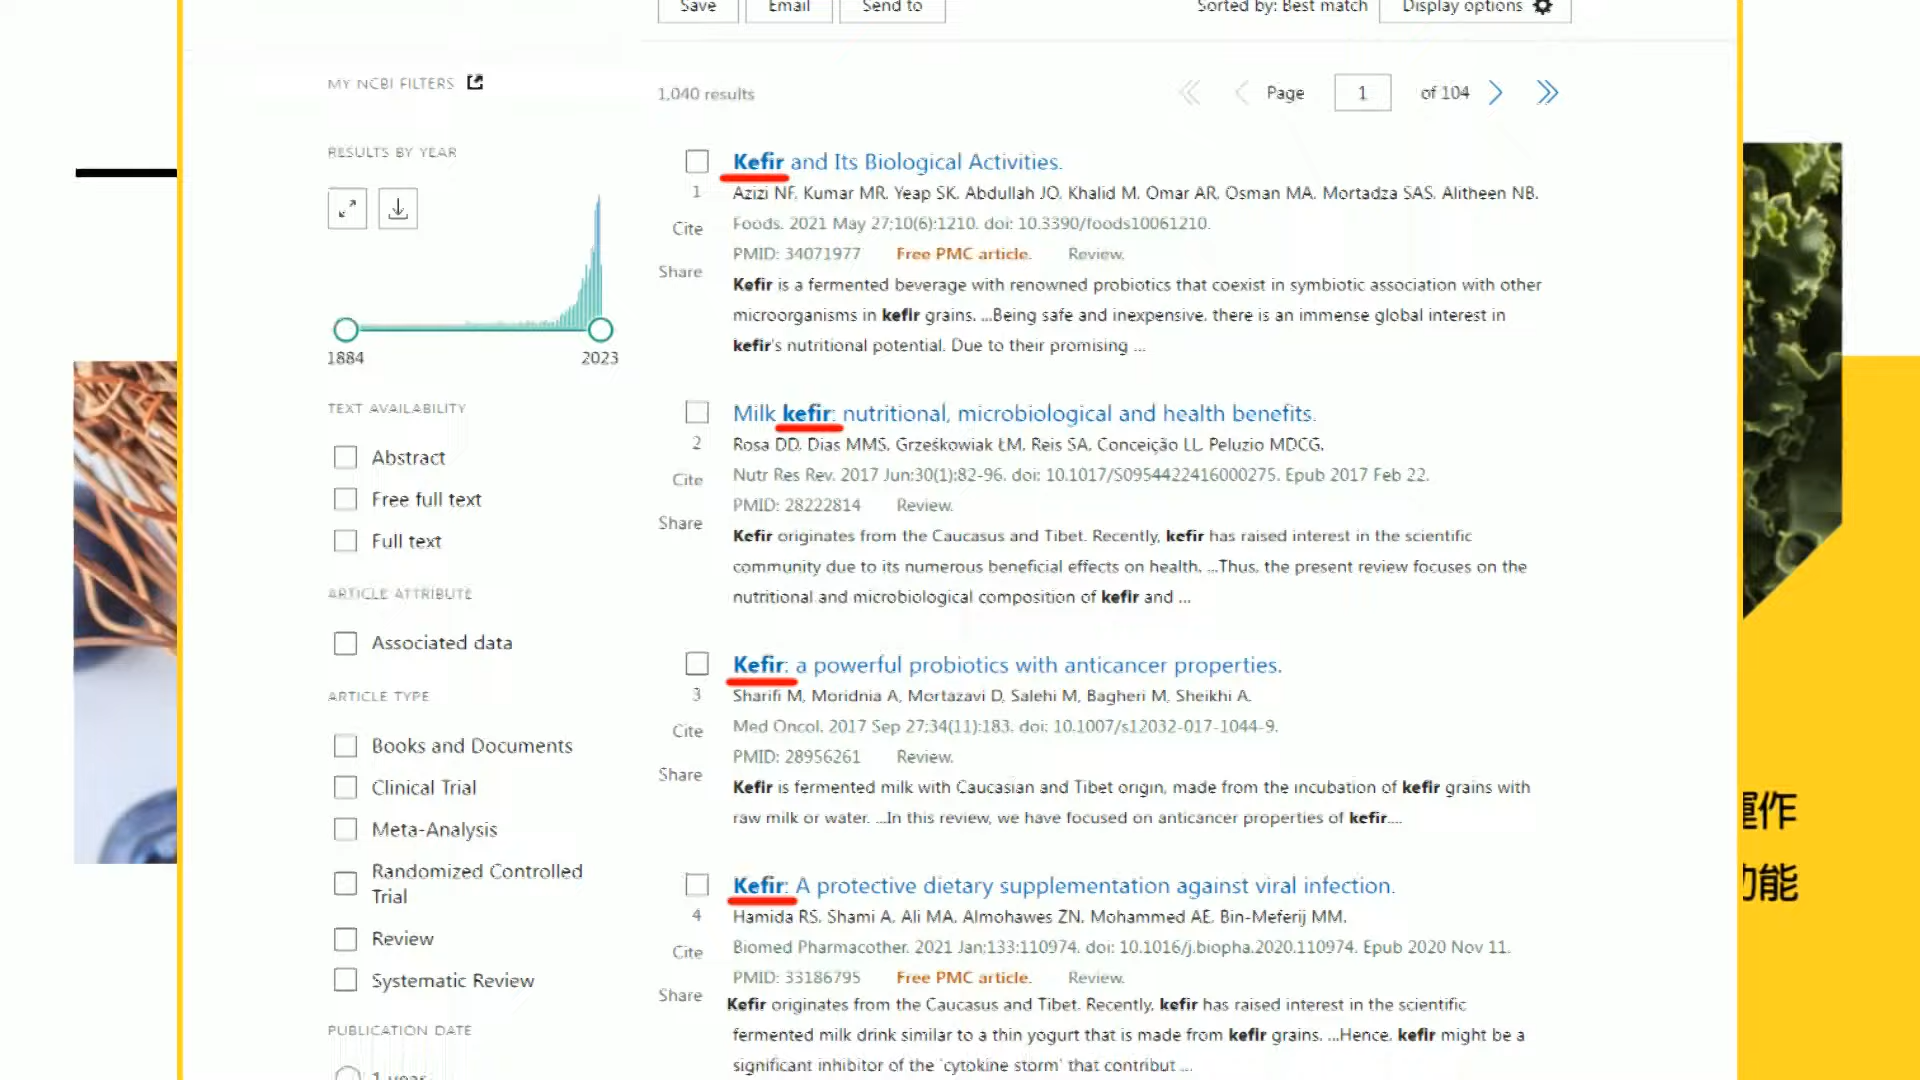 Save
Email
Send to
Sorted by: Best match
Display options
MY NCBI FILTERS
1,040 results
Page
1
of 104
RESULTS BY YEAR
1884
2023
TEXT AVAILABILITY
Abstract
Free full text
Full text
ARTICLE ATTRIBUTE
Associated data
ARTICLE TYPE
Books and Documents
Clinical Trial
Meta-Analysis
Randomized Controlled
Trial
Review
Systematic Review
PUBLICATION DATE
1 year
Kefir and Its Biological Activities.
1
Azizi NF, Kumar MR, Yeap SK, Abdullah JO, Khalid M, Omar AR, Osman MA, Mortadza SAS, Alitheen NB.
Cite
Foods. 2021 May 27;10(6):1210. doi: 10.3390/foods10061210.
PMID: 34071977 Free PMC article. Review.
Share
Kefir is a fermented beverage with renowned probiotics that coexist in symbiotic association with other
microorganisms in kefir grains. ...Being safe and inexpensive, there is an immense global interest in
kefir's nutritional potential. Due to their promising ...
Milk kefir: nutritional, microbiological and health benefits.
2
Rosa DD, Dias MMS, Grześkowiak ŁM, Reis SA, Conceição LL, Peluzio MDCG.
Cite
Nutr Res Rev. 2017 Jun;30(1):82-96. doi: 10.1017/S0954422416000275. Epub 2017 Feb 22.
PMID: 28222814 Review.
Share
Kefir originates from the Caucasus and Tibet. Recently, kefir has raised interest in the scientific
community due to its numerous beneficial effects on health. ...Thus, the present review focuses on the
nutritional and microbiological composition of kefir and ...
Kefir: a powerful probiotics with anticancer properties.
3
Sharifi M, Moridnia A, Mortazavi D, Salehi M, Bagheri M, Sheikhi A.
Cite
Med Oncol. 2017 Sep 27;34(11):183. doi: 10.1007/s12032-017-1044-9.
PMID: 28956261 Review.
Share
Kefir is fermented milk with Caucasian and Tibet origin, made from the incubation of kefir grains with
raw milk or water. ...In this review, we have focused on anticancer properties of kefir....
Kefir: A protective dietary supplementation against viral infection.
4
Hamida RS, Shami A, Ali MA, Almohawes ZN, Mohammed AE, Bin-Meferij MM.
Cite
Biomed Pharmacother. 2021 Jan;133:110974. doi: 10.1016/j.biopha.2020.110974. Epub 2020 Nov 11.
PMID: 33186795 Free PMC article. Review.
Share
Kefir originates from the Caucasus and Tibet. Recently, kefir has raised interest in the scientific
fermented milk drink similar to a thin yogurt that is made from kefir grains. ...Hence, kefir might be a
significant inhibitor of the 'cytokine storm' that contribut ...
運作
功能